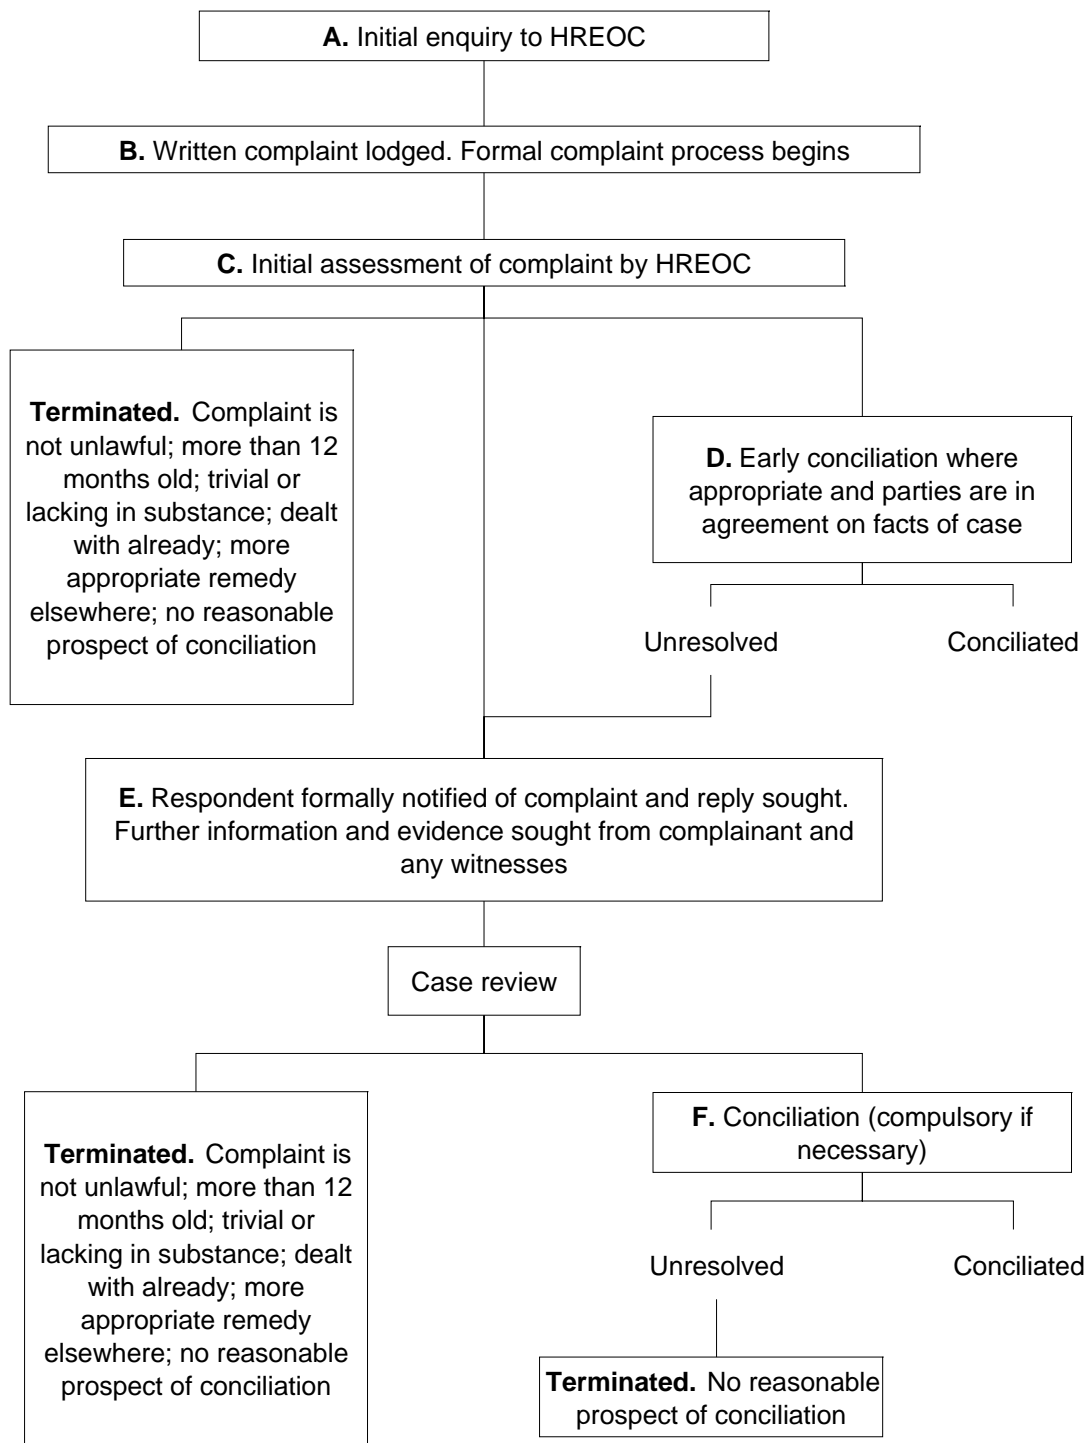 A. Initial enquiry to HREOC
B. Written complaint lodged. Formal complaint process begins
C. Initial assessment of complaint by HREOC
Terminated. Complaint is
not unlawful; more than 12
months old; trivial or
lacking in substance; dealt
with already; more
appropriate remedy
elsewhere; no reasonable
prospect of conciliation
D. Early conciliation where
appropriate and parties are in
agreement on facts of case
Unresolved
Conciliated
E. Respondent formally notified of complaint and reply sought.
Further information and evidence sought from complainant and
any witnesses
Case review
Terminated. Complaint is
not unlawful; more than 12
months old; trivial or
lacking in substance; dealt
with already; more
appropriate remedy
elsewhere; no reasonable
prospect of conciliation
F. Conciliation (compulsory if
necessary)
Unresolved
Conciliated
Terminated. No reasonable
prospect of conciliation